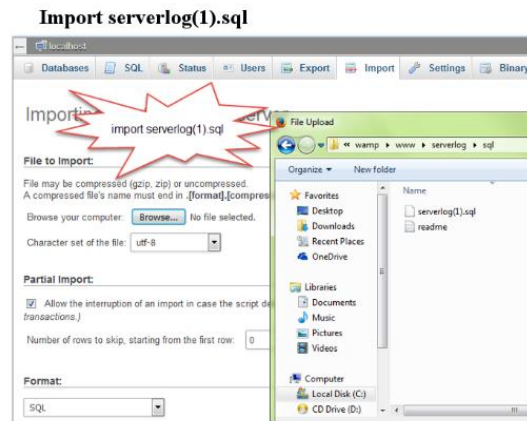 Import serverlog(1).sql
localhost
Databases SQL Status Users Export Import Settings Binary
import serverlog(1).sql
File to Import:
File may be compressed (gzip, zip) or uncompressed.
A compressed file's name must end in .[format].[compres
Browse your computer: Browse... No file selected.
Character set of the file: utf-8
Partial Import:
Allow the interruption of an import in case the script de
transactions.)
Number of rows to skip, starting from the first row: 0
Format:
SQL
File Upload
« wamp ▸ www ▸ serverlog ▸ sql
Organize New folder
Favorites
Desktop
Downloads
Recent Places
OneDrive
Libraries
Documents
Music
Pictures
Videos
Computer
Local Disk (C:)
CD Drive (D:)
Name
serverlog(1).sql
readme